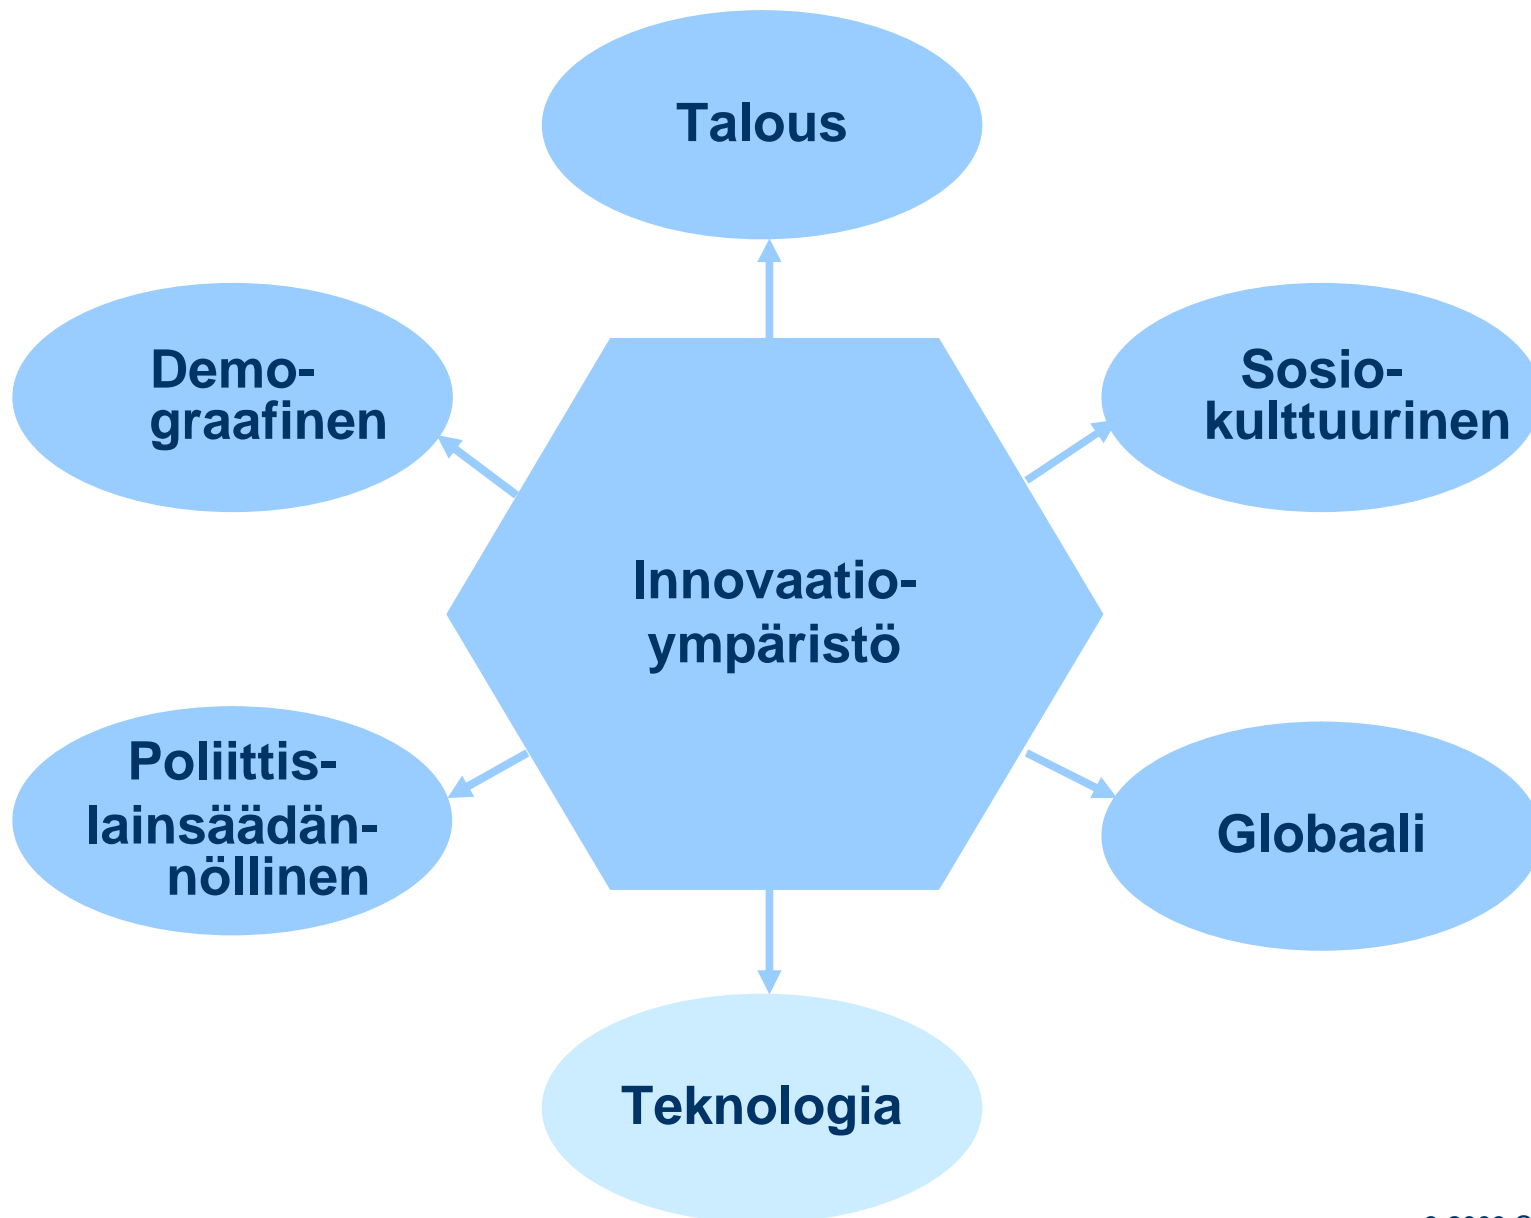 Talous
Demo-
graafinen
Sosio-
kulttuurinen
Innovaatio-
ympäristö
Poliittis-
lainsäädän-
nöllinen
Globaali
Teknologia